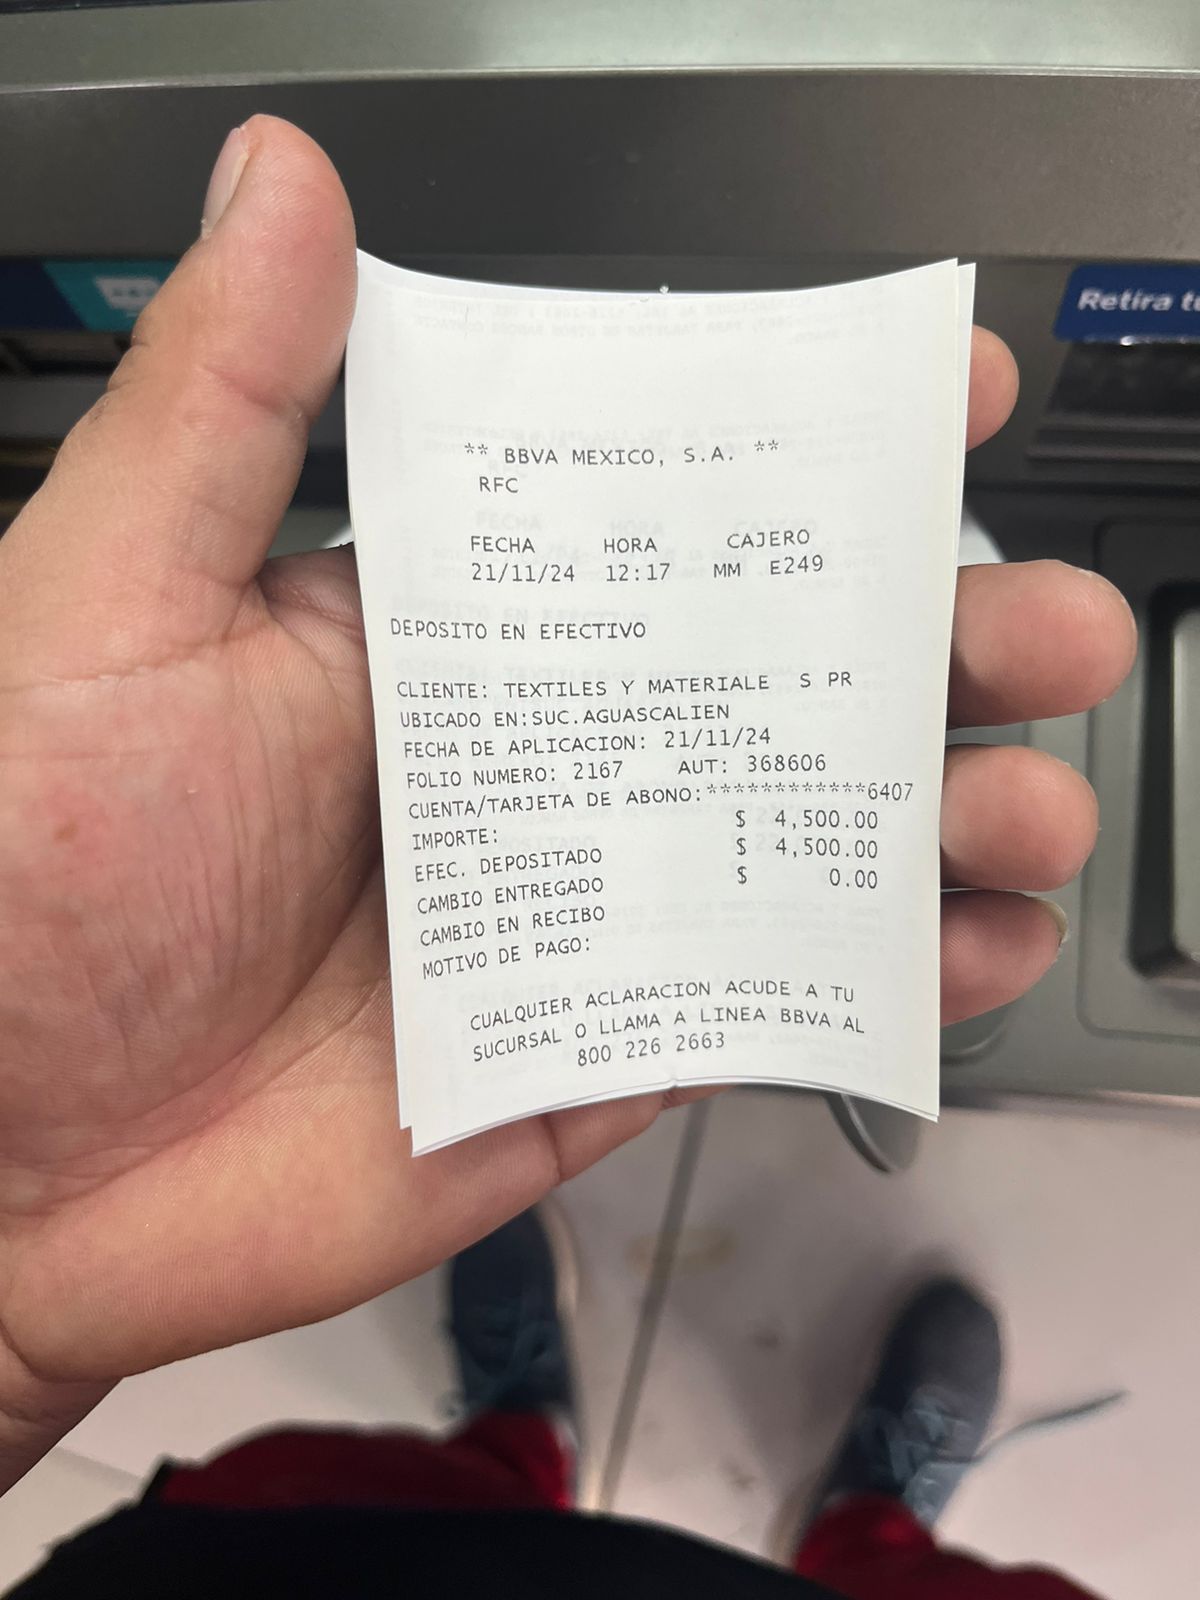 Retira tu
** BBVA MEXICO, S.A. **
RFC
FECHA HORA CAJERO
21/11/24 12:17 MM E249
DEPOSITO EN EFECTIVO
CLIENTE: TEXTILES Y MATERIALE S PR
UBICADO EN:SUC.AGUASCALIEN
FECHA DE APLICACION: 21/11/24
FOLIO NUMERO: 2167 AUT: 368606
CUENTA/TARJETA DE ABONO:************6407
IMPORTE: $ 4,500.00
EFEC. DEPOSITADO $ 4,500.00
CAMBIO ENTREGADO $ 0.00
CAMBIO EN RECIBO
MOTIVO DE PAGO:
CUALQUIER ACLARACION ACUDE A TU
SUCURSAL O LLAMA A LINEA BBVA AL
800 226 2663